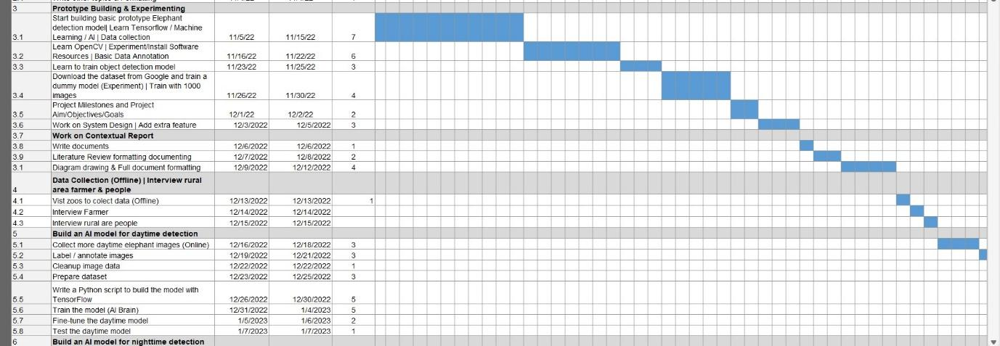 3 Prototype Building & Experimenting
Start building basic prototype Elephant
detection model| Learn Tensorflow / Machine
3.1 Learning / AI | Data collection 11/5/22 11/15/22 7
Learn OpenCV | Experiment/Install Software
3.2 Resources | Basic Data Annotation 11/16/22 11/22/22 6
3.3 Learn to train object detection model 11/23/22 11/25/22 3
Download the dataset from Google and train a
dummy model (Experiment) | Train with 1000
3.4 images 11/26/22 11/30/22 4
Project Milestones and Project
3.5 Aim/Objectives/Goals 12/1/22 12/2/22 2
3.6 Work on System Design | Add extra feature 12/3/2022 12/5/2022 3
3.7 Work on Contextual Report
3.8 Write documents 12/6/2022 12/6/2022 1
3.9 Literature Review formatting documenting 12/7/2022 12/8/2022 2
3.1 Diagram drawing & Full document formatting 12/9/2022 12/12/2022 4
Data Collection (Offline) | Interview rural
4 area farmer & people
4.1 Vist zoos to colect data (Offline) 12/13/2022 12/13/2022 1
4.2 Interview Farmer 12/14/2022 12/14/2022
4.3 Interview rural are people 12/15/2022 12/15/2022
5 Build an AI model for daytime detection
5.1 Collect more daytime elephant images (Online) 12/16/2022 12/18/2022 3
5.2 Label / annotate images 12/19/2022 12/21/2022 3
5.3 Cleanup image data 12/22/2022 12/22/2022 1
5.4 Prepare dataset 12/23/2022 12/25/2022 3
Write a Python script to build the model with
5.5 TensorFlow 12/26/2022 12/30/2022 5
5.6 Train the model (AI Brain) 12/31/2022 1/4/2023 5
5.7 Fine-tune the daytime model 1/5/2023 1/6/2023 2
5.8 Test the daytime model 1/7/2023 1/7/2023 1
6 Build an AI model for nighttime detection